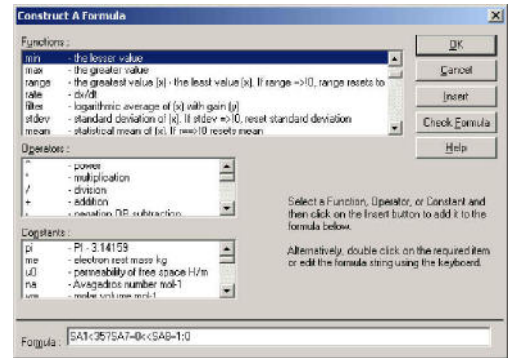 Construct A Formula
Functions :
min - the lesser value
max - the greater value
range - the greatest value (x) - the least value (x). If range =>!0, range resets to
rate - dx/dt
filter - logarithmic average of (x) with gain (y)
stdev - standard deviation of (x). If stdev =>!0, reset standard deviation
mean - statistical mean of (x). If n==>!0 resets mean
OK
Cancel
Insert
Check Formula
Help
Operators :
^ - power
* - multiplication
/ - division
+ - addition
- - negation OR subtraction
Select a Function, Operator, or Constant and
then click on the Insert button to add it to the
formula below.
Alternatively, double click on the required item
or edit the formula string using the keyboard.
Constants :
pi - PI - 3.14159
me - electron rest mass kg
u0 - permeability of free space H/m
na - Avagadros number mol-1
vm - molar volume mol-1
Formula :